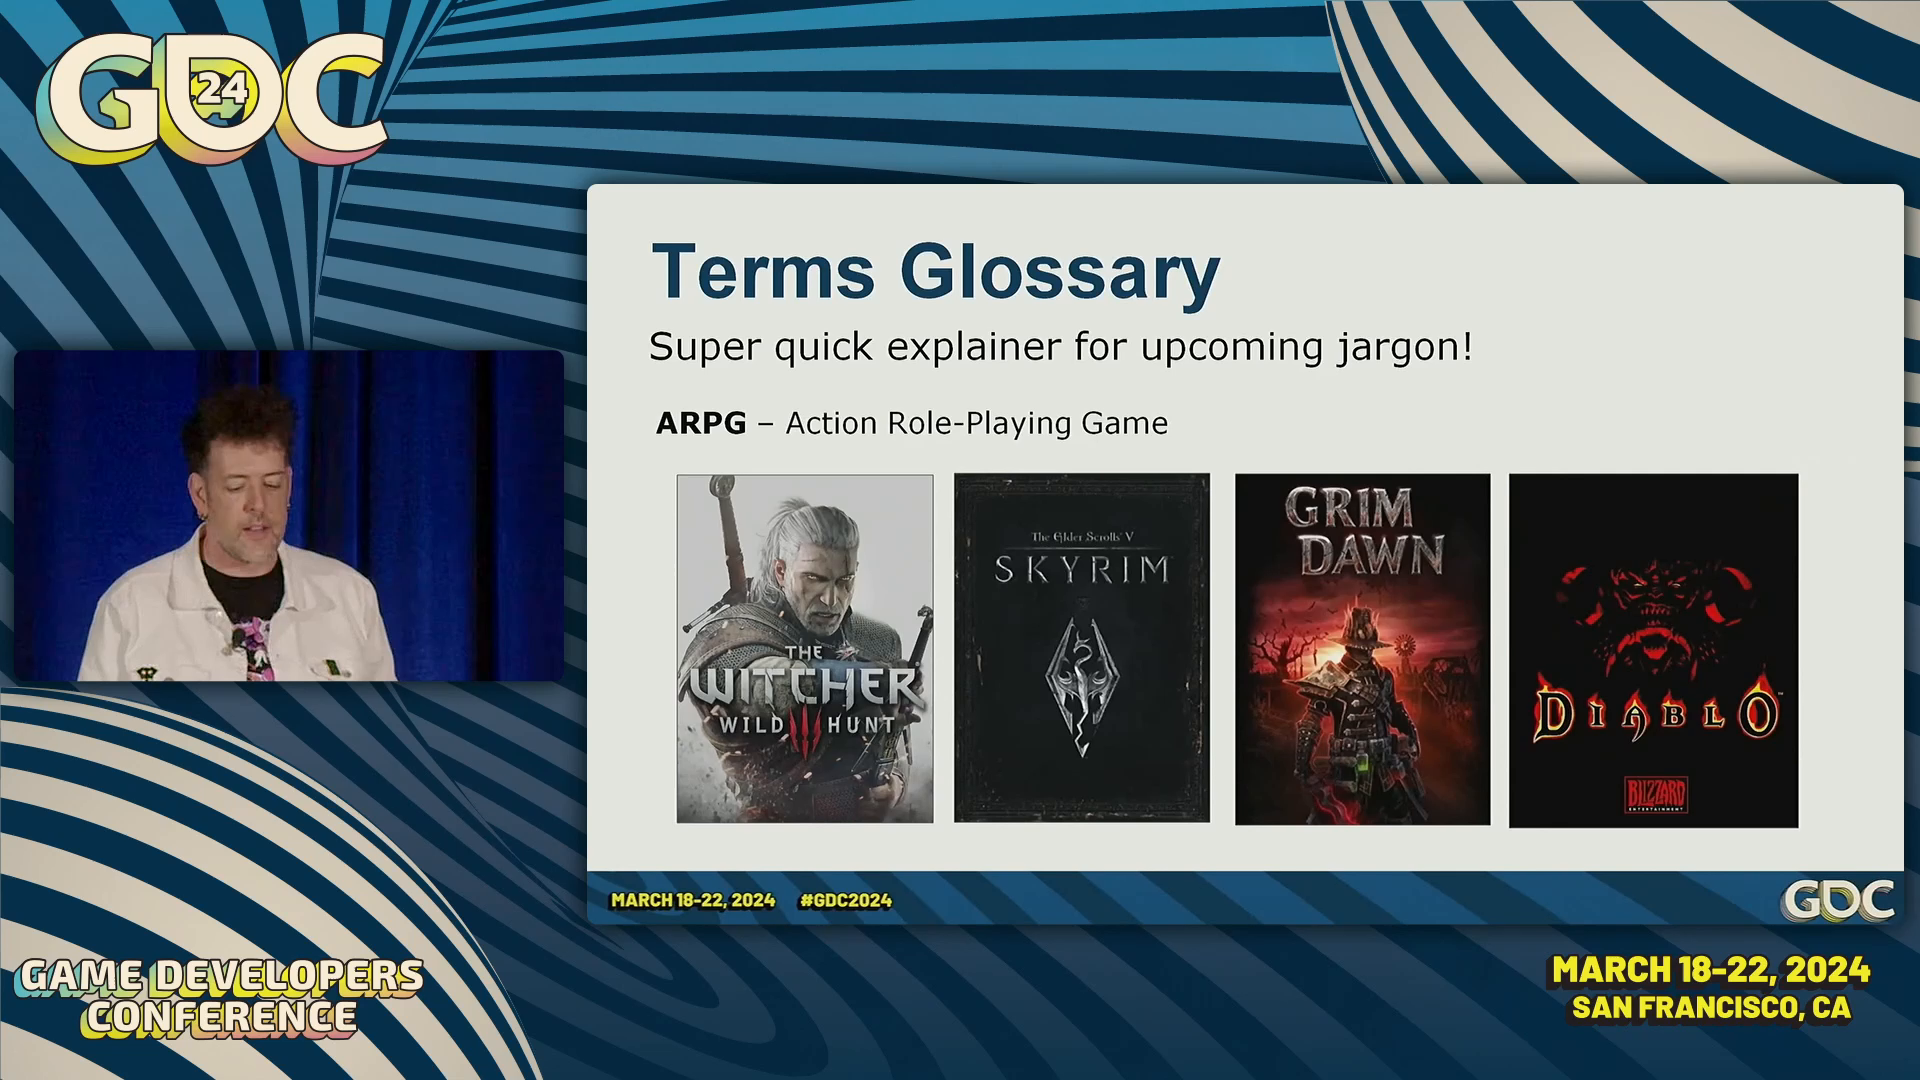 GDC
24
Terms Glossary
Super quick explainer for upcoming jargon!
ARPG – Action Role-Playing Game
THE
WITCHER
WILD III HUNT
The Elder Scrolls V
SKYRIM
GRIM
DAWN
DIABLO
BLIZZARD
ENTERTAINMENT
MARCH 18-22, 2024 #GDC2024
GDC
GAME DEVELOPERS
CONFERENCE
MARCH 18-22, 2024
SAN FRANCISCO, CA